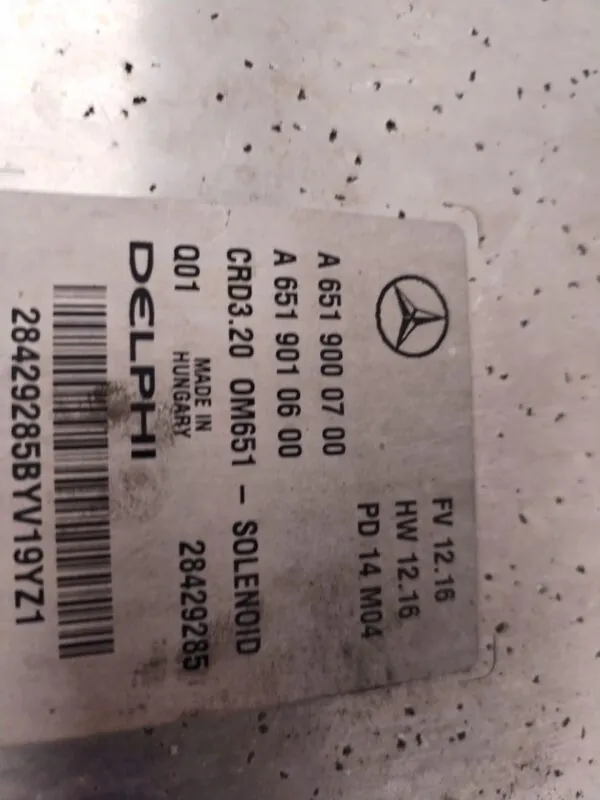 FV 12.16
HW 12.16
PD 14 M04
A 651 900 07 00
A 651 901 06 00
CRD3.20 OM651 - SOLENOID
Q01 MADE IN HUNGARY 28429285
DELPHI
28429285BYV19YZ1